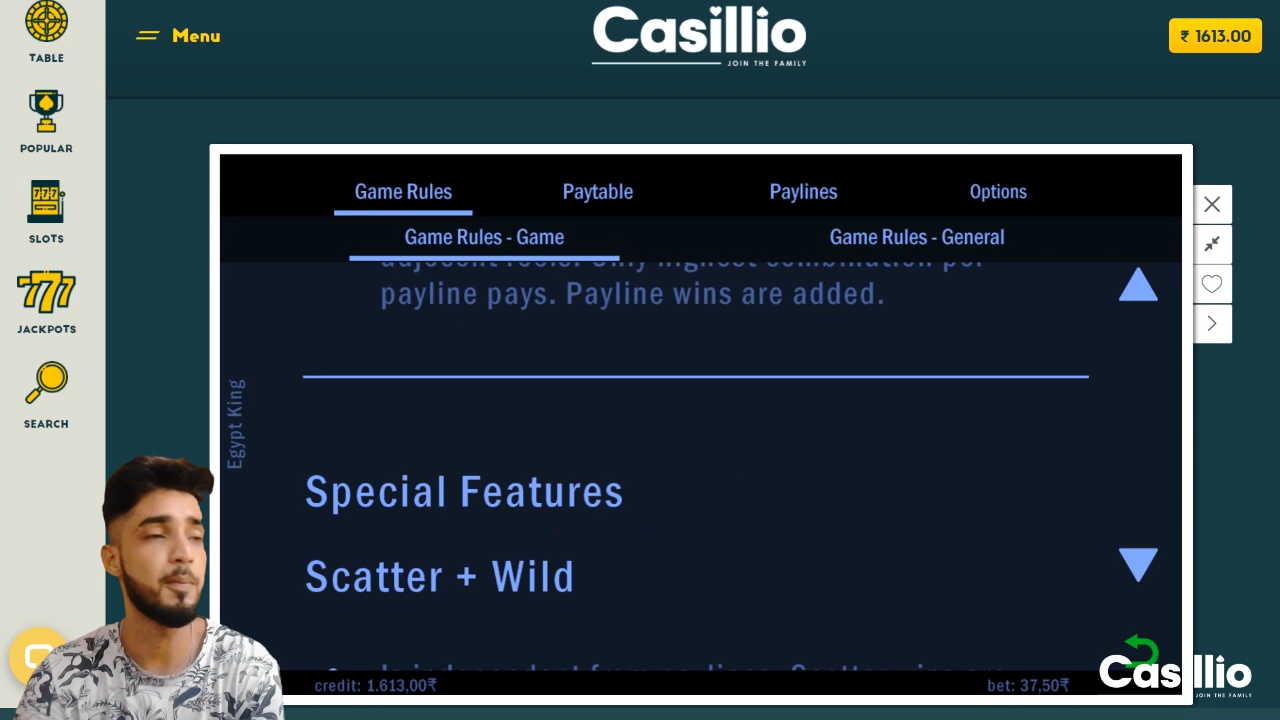 TABLE
POPULAR
SLOTS
777
JACKPOTS
SEARCH
Menu
Casillio
JOIN THE FAMILY
₹ 1613.00
Game Rules
Paytable
Paylines
Options
Game Rules - Game
Game Rules - General
payline pays. Payline wins are added.
Egypt King
Special Features
Scatter + Wild
credit: 1.613,00₹
bet: 37,50₹
Casillio
JOIN THE FAMILY